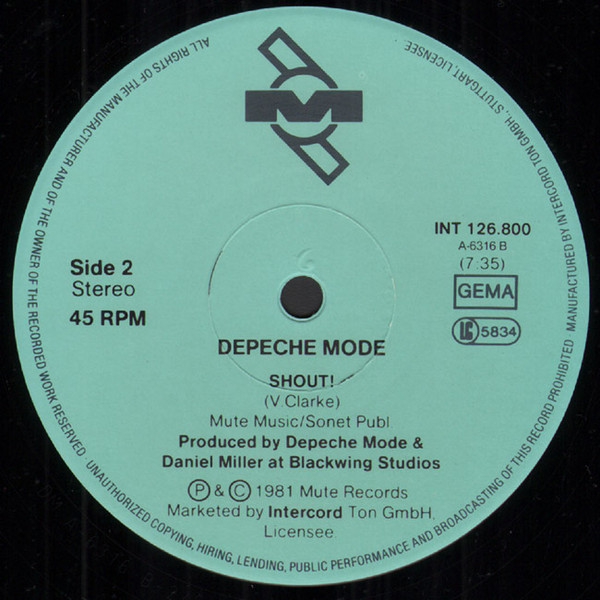 ALL RIGHTS OF THE MANUFACTURER AND OF THE OWNER OF THE RECORDED WORK RESERVED
UNAUTHORIZED COPYING, HIRING, LENDING, PUBLIC PERFORMANCE AND BROADCASTING OF THIS RECORD PROHIBITED
MANUFACTURED BY INTERCORD TON GMBH, STUTTGART, LICENSEE
M
INT 126.800
A-6316 B
(7:35)
GEMA
LC 5834
Side 2
Stereo
45 RPM
DEPECHE MODE
SHOUT!
(V Clarke)
Mute Music/Sonet Publ
Produced by Depeche Mode &
Daniel Miller at Blackwing Studios
Ⓟ & © 1981 Mute Records
Marketed by Intercord Ton GmbH,
Licensee